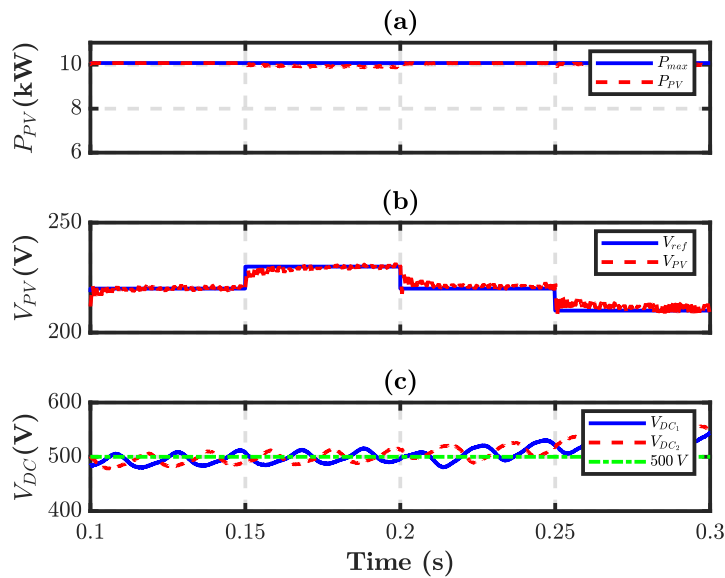 (a)
P_PV (kW)
10
8
6
P_max
P_PV
(b)
V_PV (V)
250
200
V_ref
V_PV
(c)
V_DC (V)
600
500
400
V_DC₁
V_DC₂
500 V
0.1 0.15 0.2 0.25 0.3
Time (s)